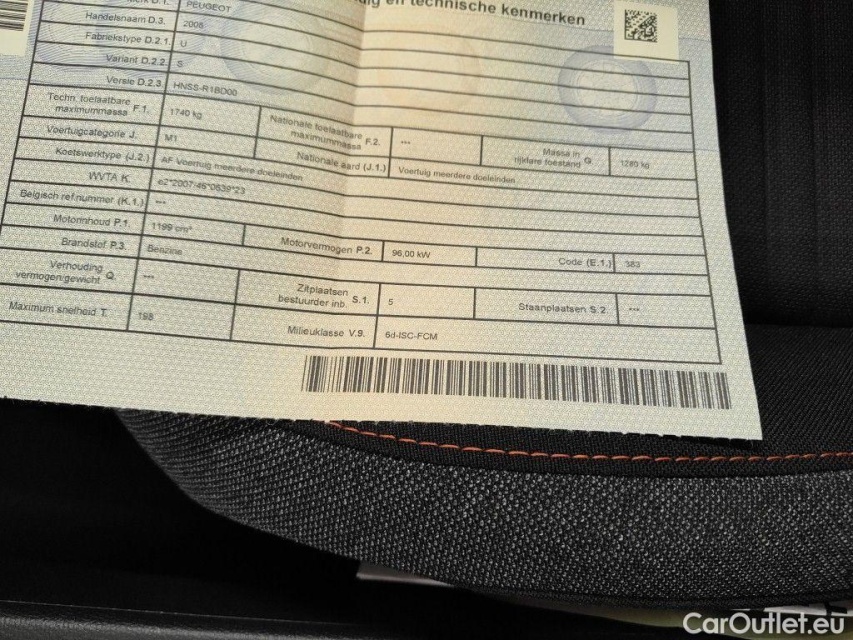 en technische kenmerken
PEUGEOT
Handelsnaam D.3. 2008
Fabriekstype D.2.1. U
Variant D.2.2. S
Versie D.2.3. HNSS-R1BD00
Techn. toelaatbare maximummassa F.1. 1740 kg Nationale toelaatbare maximummassa F.2. --- Massa in rijklare toestand G. 1280 kg
Voertuigcategorie J. M1 Nationale aard (J.1.) Voertuig meerdere doeleinden
Koetswerktype (J.2.) AF Voertuig meerdere doeleinden
WVTA K. e2*2007/46*0639*23
Belgisch ref.nummer (K.1.) ---
Motorinhoud P.1. 1199 cm³ Motorvermogen P.2. 96,00 kW Code (E.1.) 383
Brandstof P.3. Benzine
Verhouding vermogen/gewicht Q. --- Zitplaatsen bestuurder inb. S.1. 5 Staanplaatsen S.2. ---
Maximum snelheid T. 198 Milieuklasse V.9. 6d-ISC-FCM
CarOutlet.eu